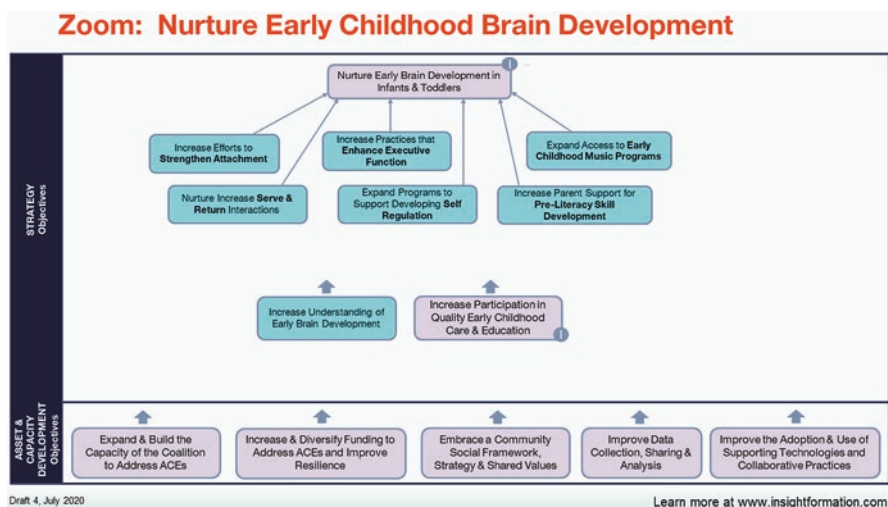 Zoom: Nurture Early Childhood Brain Development
STRATEGY
Objectives
Nurture Early Brain Development in
Infants & Toddlers
Increase Efforts to
Strengthen Attachment
Increase Practices that
Enhance Executive
Function
Expand Access to Early
Childhood Music Programs
Nurture Increase Serve &
Return Interactions
Expand Programs to
Support Developing Self
Regulation
Increase Parent Support for
Pre-Literacy Skill
Development
Increase Understanding of
Early Brain Development
Increase Participation in
Quality Early Childhood
Care & Education
ASSET &
CAPACITY
DEVELOPMENT
Objectives
Expand & Build the
Capacity of the Coalition
to Address ACEs
Increase & Diversify Funding to
Address ACEs and Improve
Resilience
Embrace a Community
Social Framework,
Strategy & Shared Values
Improve Data
Collection, Sharing &
Analysis
Improve the Adoption & Use of
Supporting Technologies and
Collaborative Practices
Draft 4, July 2020
Learn more at www.insightformation.com